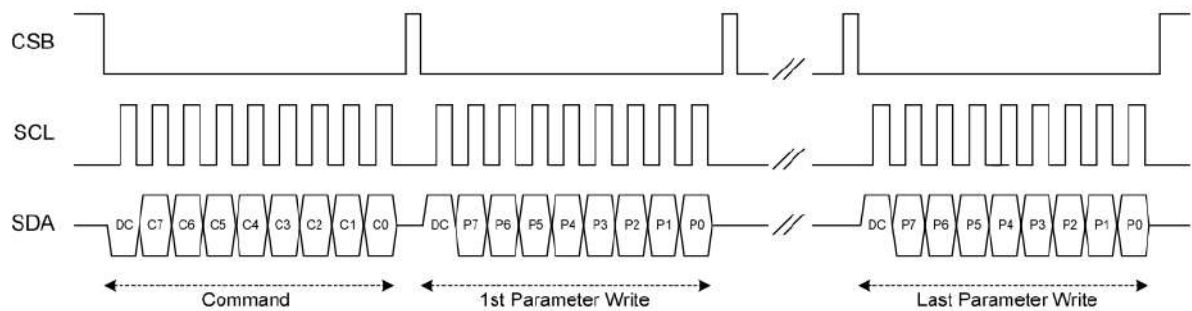 CSB
SCL
SDA DC C7 C6 C5 C4 C3 C2 C1 C0 DC P7 P6 P5 P4 P3 P2 P1 P0 DC P7 P6 P5 P4 P3 P2 P1 P0
Command 1st Parameter Write Last Parameter Write